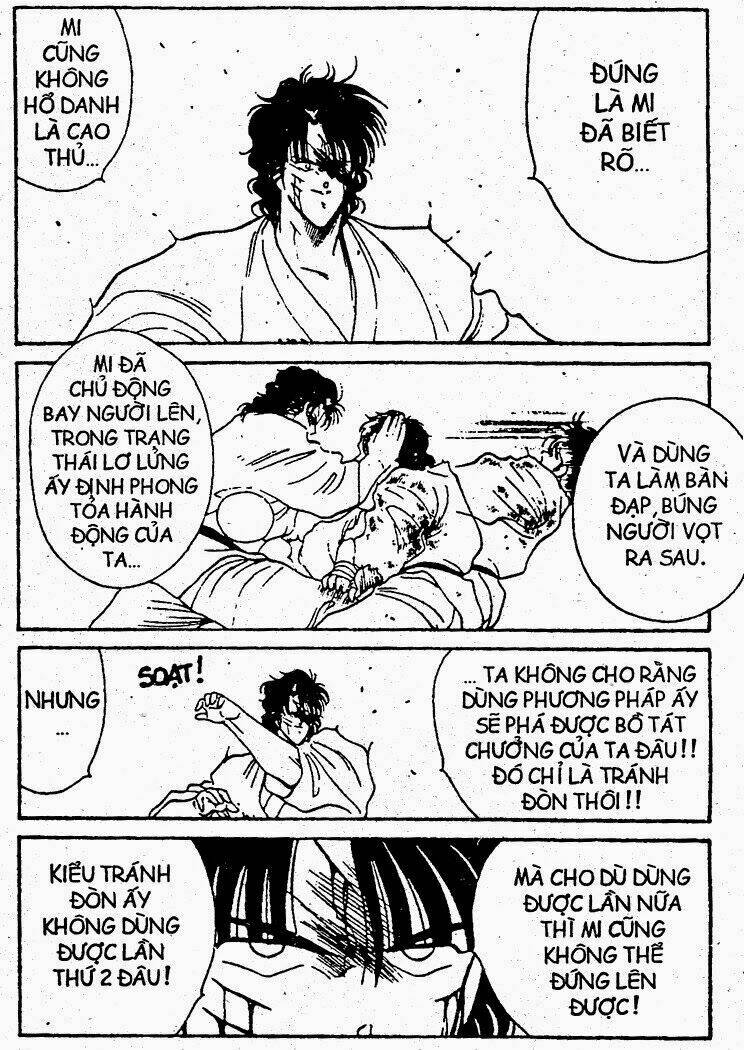 MI
CŨNG
KHÔNG
HỔ DANH
LÀ CAO
THỦ...
ĐÚNG
LÀ MI
ĐÃ BIẾT
RÕ...
MI ĐÃ
CHỦ ĐỘNG
BAY NGƯỜI LÊN,
TRONG TRẠNG
THÁI LƠ LỬNG
ẤY ĐỊNH PHONG
TỎA HÀNH
ĐỘNG CỦA
TA...
VÀ DÙNG
TA LÀM BÀN
ĐẠP, BÚNG
NGƯỜI VỌT
RA SAU.
NHƯNG
...
SOẠT!
... TA KHÔNG CHO RẰNG
DÙNG PHƯƠNG PHÁP ẤY
SẼ PHÁ ĐƯỢC BỒ TÁT
CHƯỞNG CỦA TA ĐÂU!!
ĐÓ CHỈ LÀ TRÁNH
ĐÒN THÔI!!
KIỂU TRÁNH
ĐÒN ẤY
KHÔNG DÙNG
ĐƯỢC LẦN
THỨ 2 ĐÂU!
MÀ CHO DÙ DÙNG
ĐƯỢC LẦN NỮA
THÌ MI CŨNG
KHÔNG THỂ
ĐỨNG LÊN
ĐƯỢC!